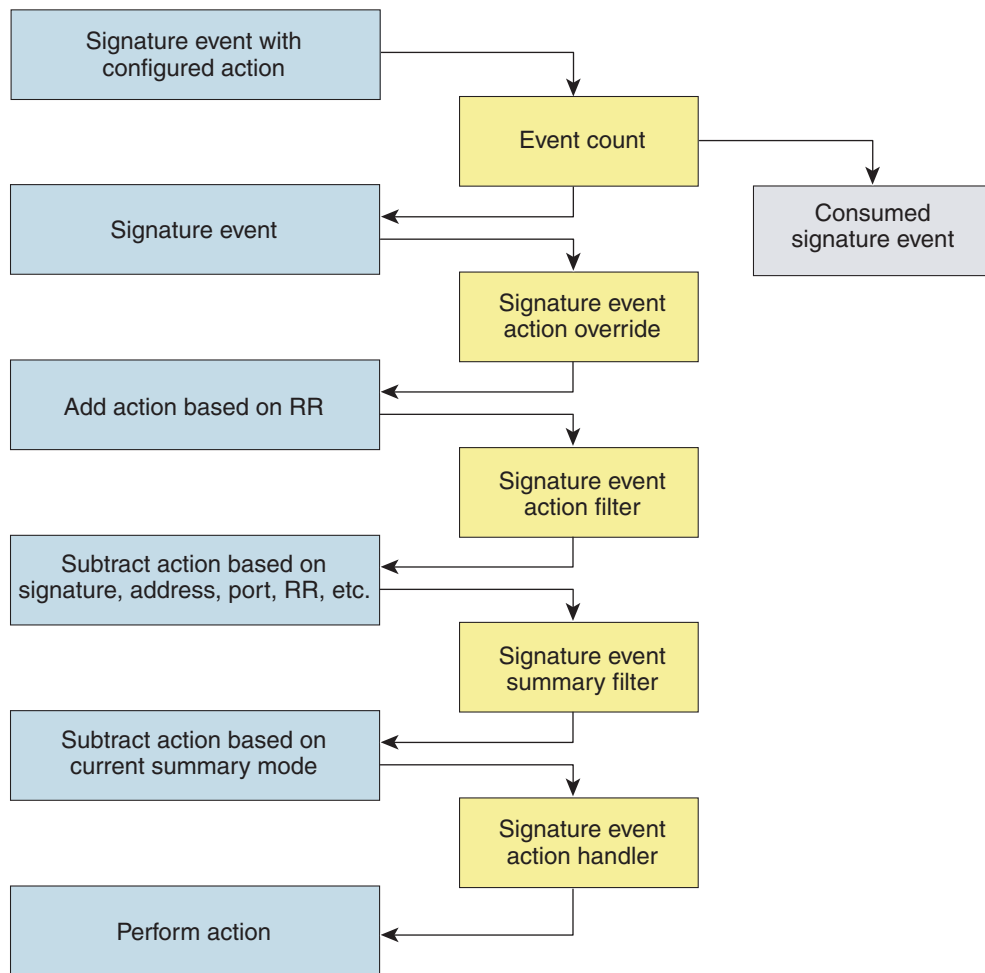 Signature event with
configured action
Event count
Consumed
signature event
Signature event
Signature event
action override
Add action based on RR
Signature event
action filter
Subtract action based on
signature, address, port, RR, etc.
Signature event
summary filter
Subtract action based on
current summary mode
Signature event
action handler
Perform action